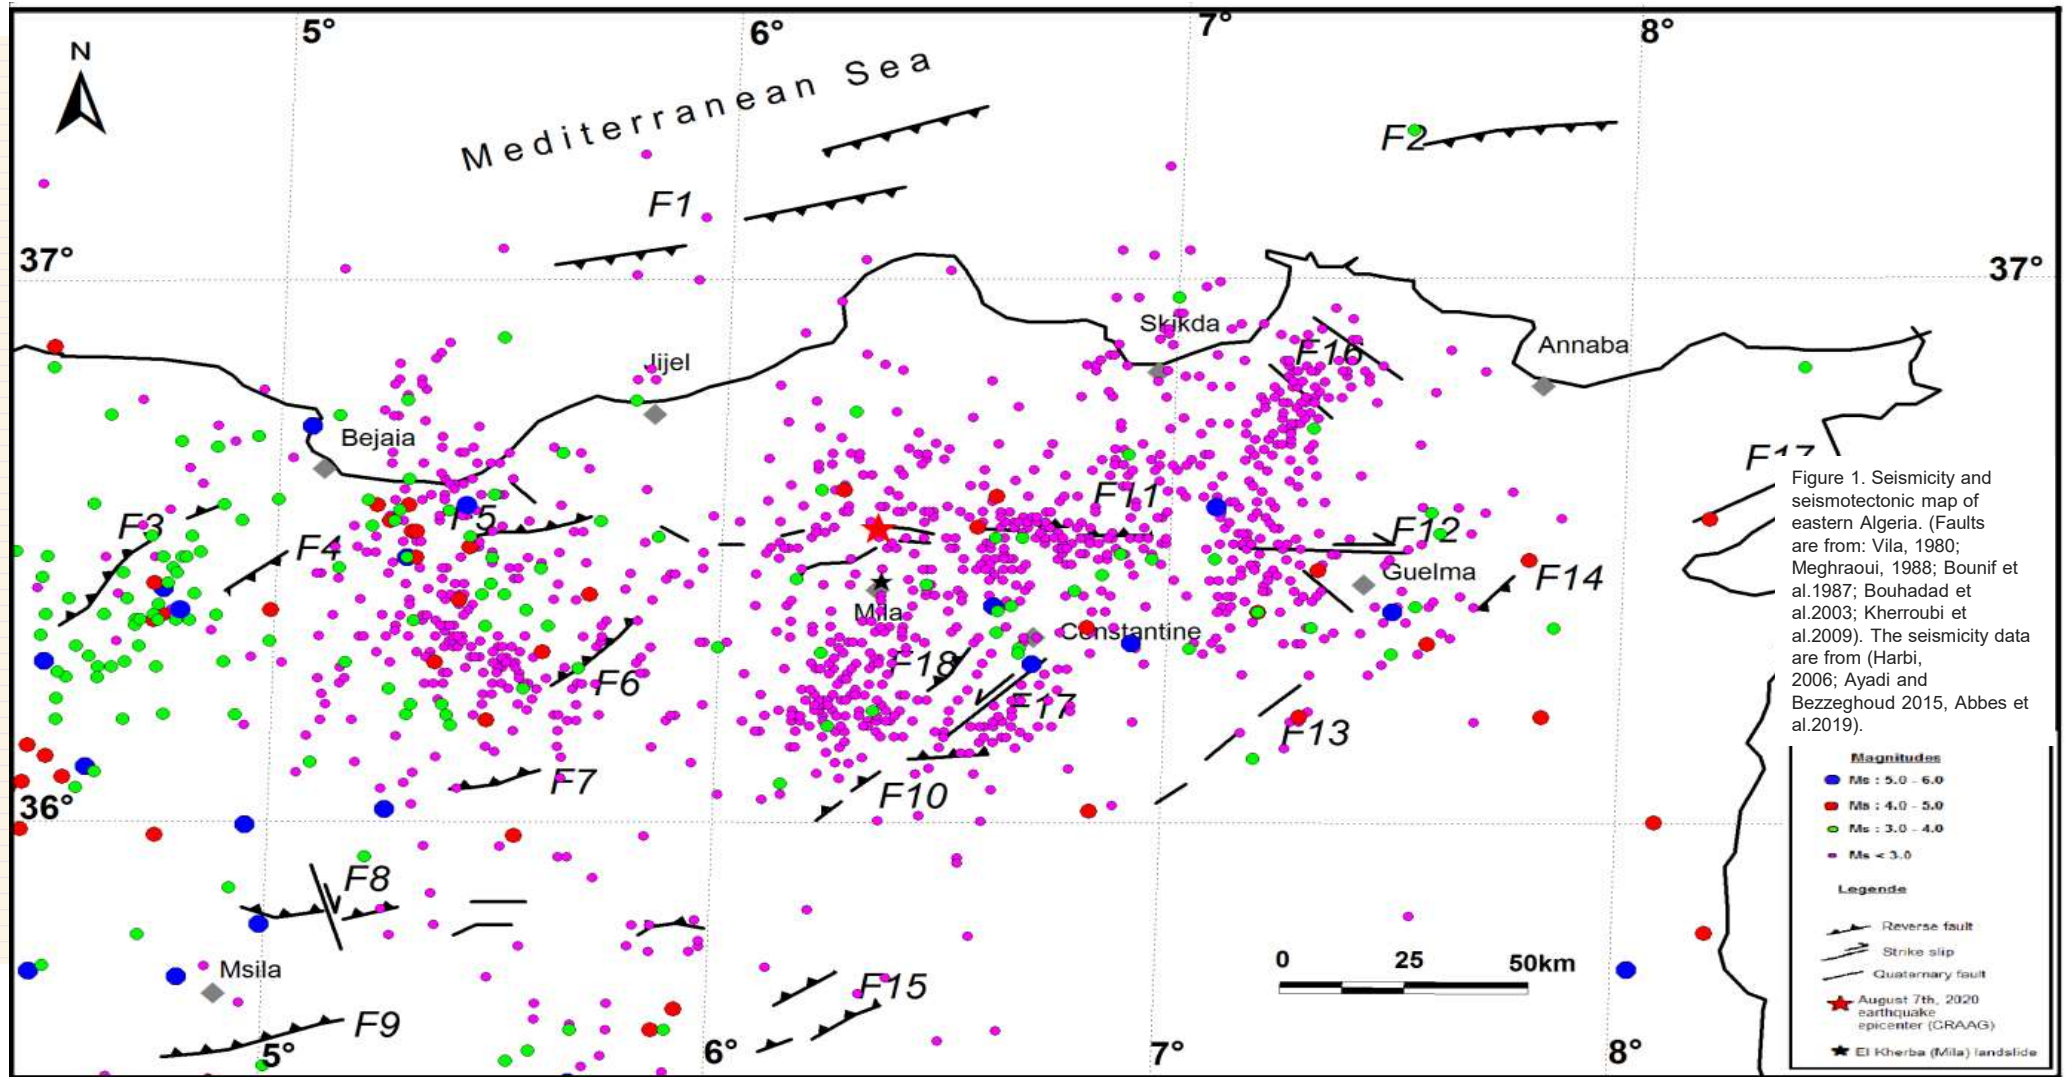 5°
6°
7°
8°
N
Mediterranean Sea
F2
F1
37°
37°
Skikda
Annaba
F16
Jijel
Bejaia
F17
F11
F3
F5
F12
F4
Guelma
F14
Mila
Constantine
F18
F6
F17
F13
F7
F10
36°
F8
Msila
F15
F9
0 25 50km
5°
6°
7°
8°
Figure 1. Seismicity and
seismotectonic map of
eastern Algeria. (Faults
are from: Vila, 1980;
Meghraoui, 1988; Bounif et
al.1987; Bouhadad et
al.2003; Kherroubi et
al.2009). The seismicity data
are from (Harbi,
2006; Ayadi and
Bezzeghoud 2015, Abbes et
al.2019).
Magnitudes
Ms : 5.0 - 6.0
Ms : 4.0 - 5.0
Ms : 3.0 - 4.0
Ms < 3.0
Legende
Reverse fault
Strike slip
Quaternary fault
August 7th, 2020
earthquake
epicenter (CRAAG)
El Kherba (Mila) landslide